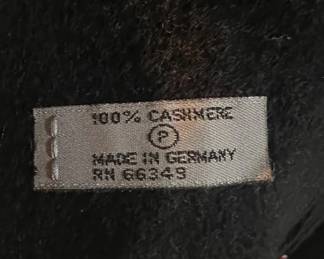 100% CASHMERE
P
MADE IN GERMANY
RN 66349